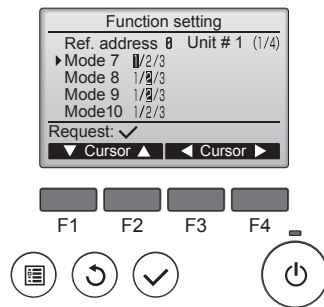 Function setting
Ref. address 0 Unit # 1 (1/4)
Mode 7 1/2/3
Mode 8 1/2/3
Mode 9 1/2/3
Mode10 1/2/3
Request: ✓
▼ Cursor ▲ ◀ Cursor ▶
F1 F2 F3 F4